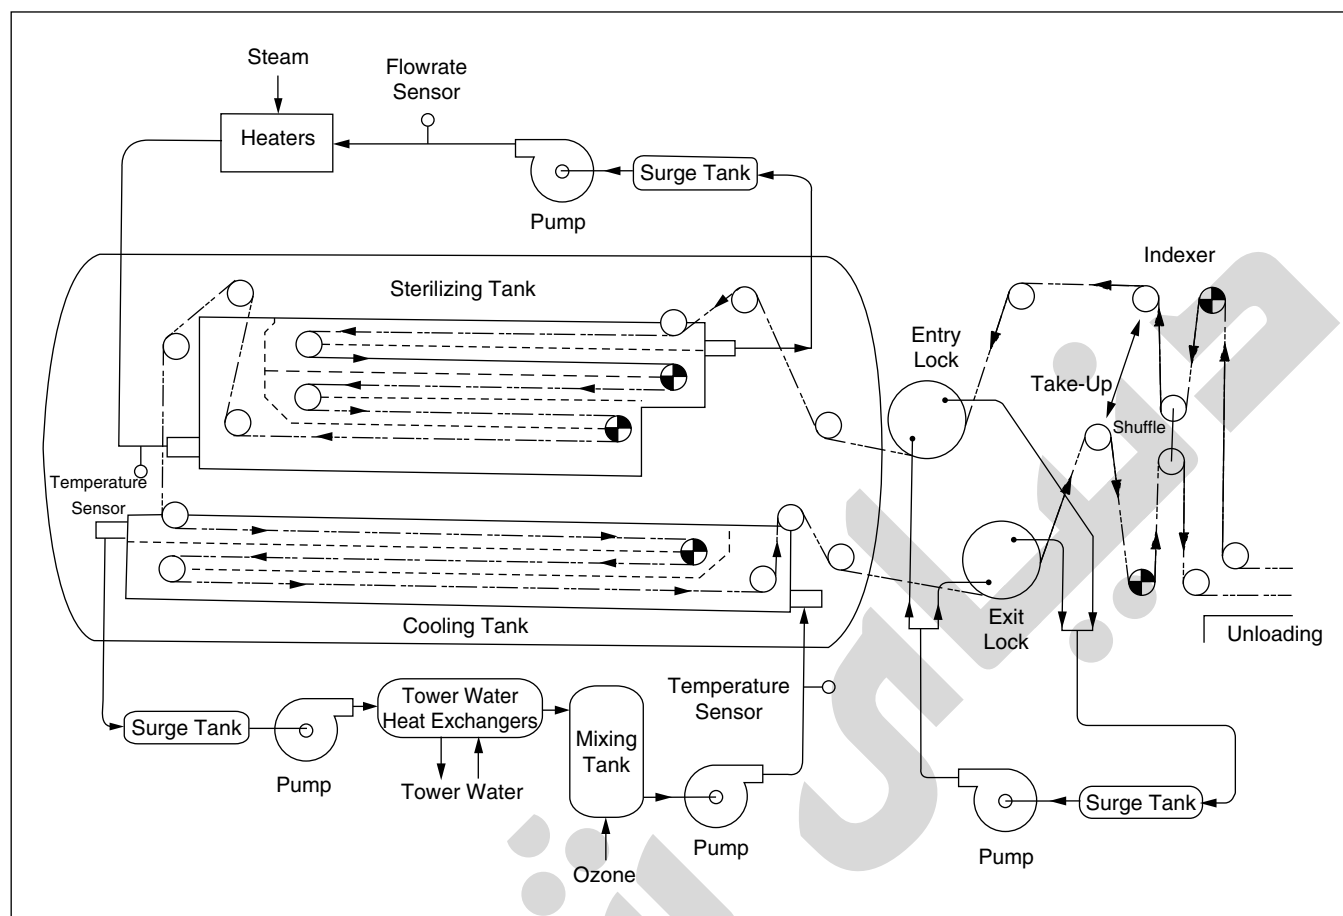 Steam
Flowrate
Sensor
Heaters
Surge Tank
Pump
Indexer
Sterilizing Tank
Entry
Lock
Take-Up
Shuffle
Temperature
Sensor
Exit
Lock
Cooling Tank
Unloading
Temperature
Sensor
Tower Water
Heat Exchangers
Surge Tank
Mixing
Tank
Pump
Tower Water
Surge Tank
Pump
Pump
Ozone